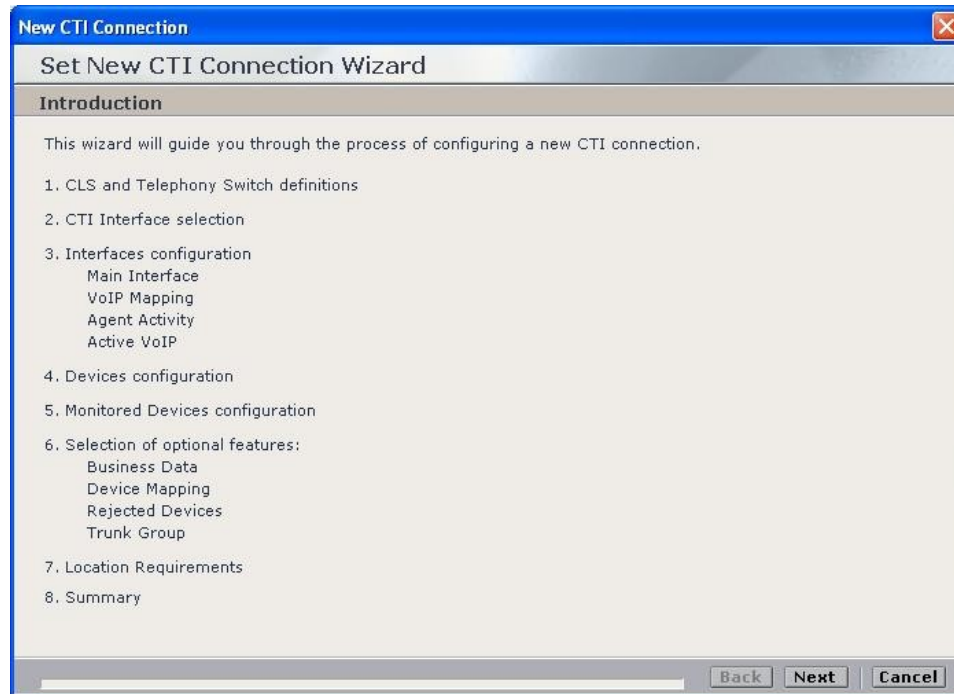 New CTI Connection
Set New CTI Connection Wizard
Introduction
This wizard will guide you through the process of configuring a new CTI connection.
1. CLS and Telephony Switch definitions
2. CTI Interface selection
3. Interfaces configuration
Main Interface
VoIP Mapping
Agent Activity
Active VoIP
4. Devices configuration
5. Monitored Devices configuration
6. Selection of optional features:
Business Data
Device Mapping
Rejected Devices
Trunk Group
7. Location Requirements
8. Summary
Back Next Cancel